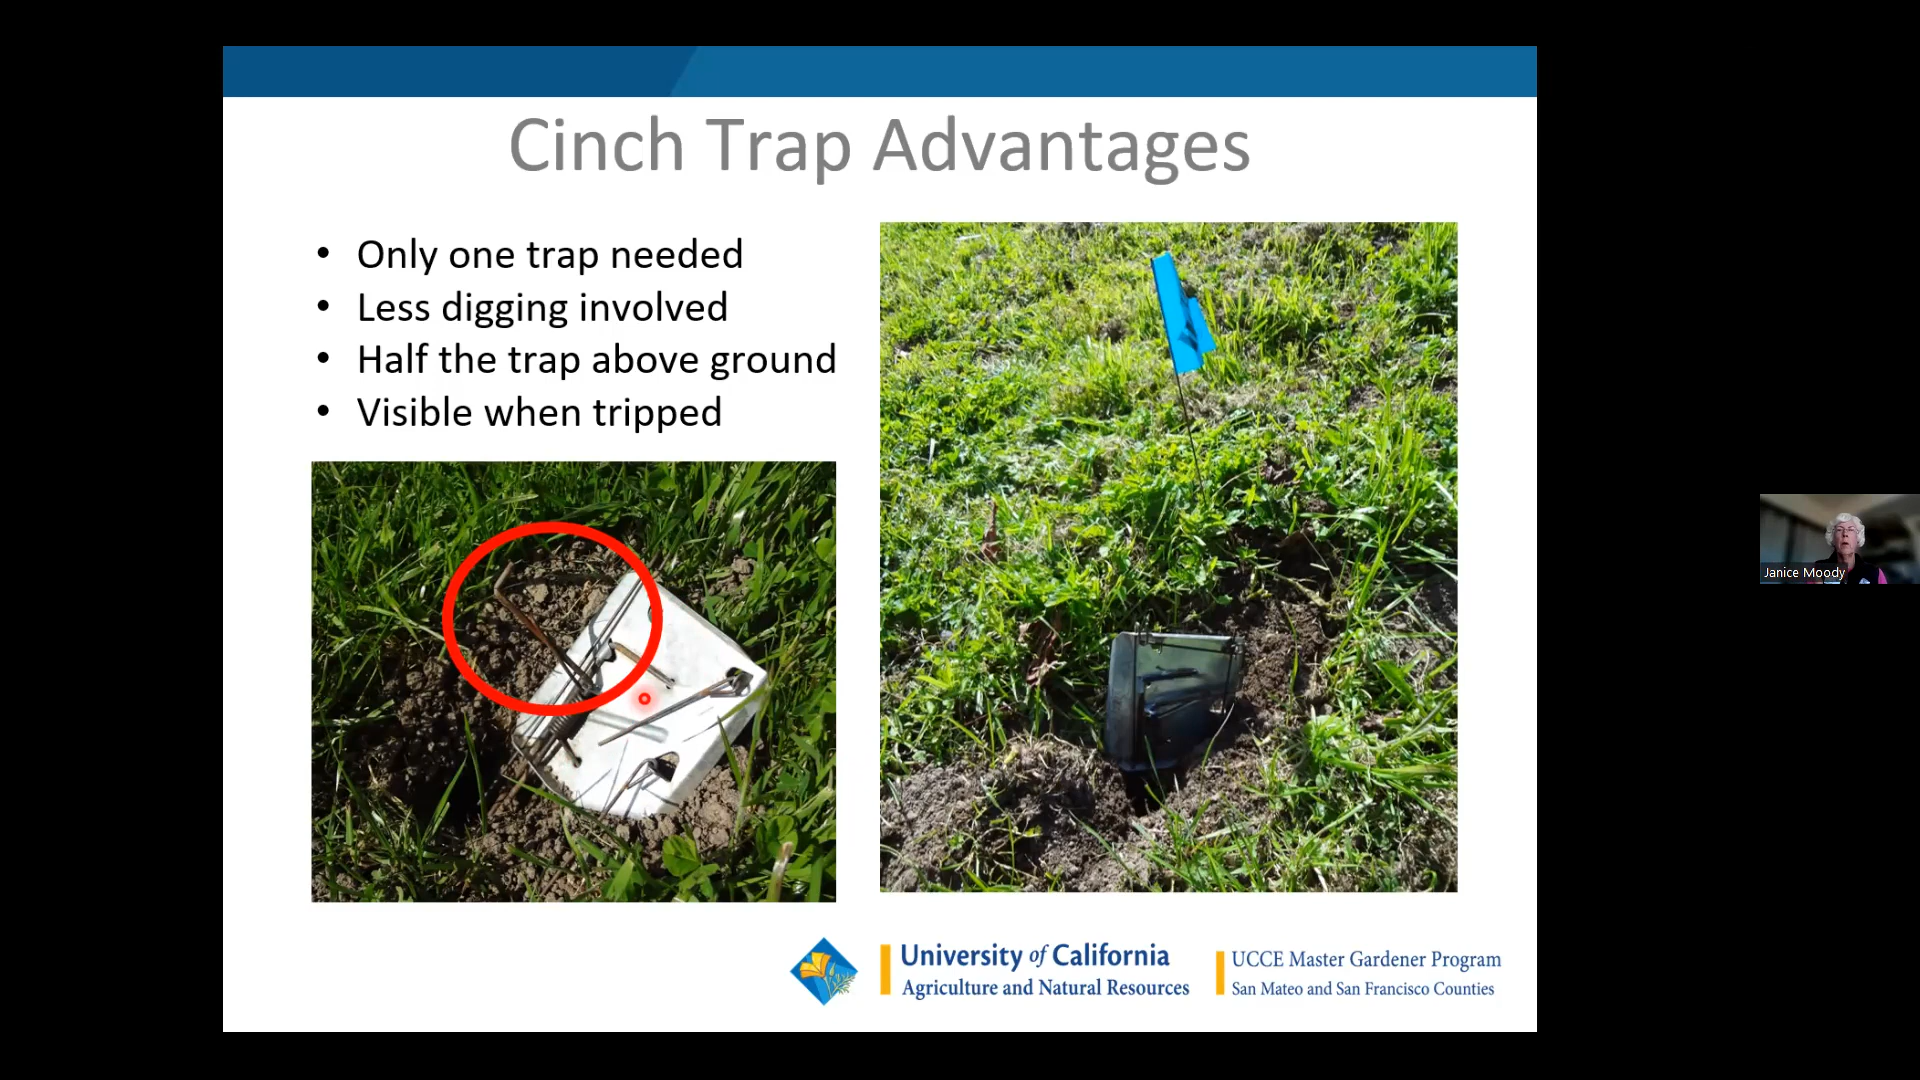 Cinch Trap Advantages
• Only one trap needed
• Less digging involved
• Half the trap above ground
• Visible when tripped
Janice Moody
University of California
Agriculture and Natural Resources
UCCE Master Gardener Program
San Mateo and San Francisco Counties